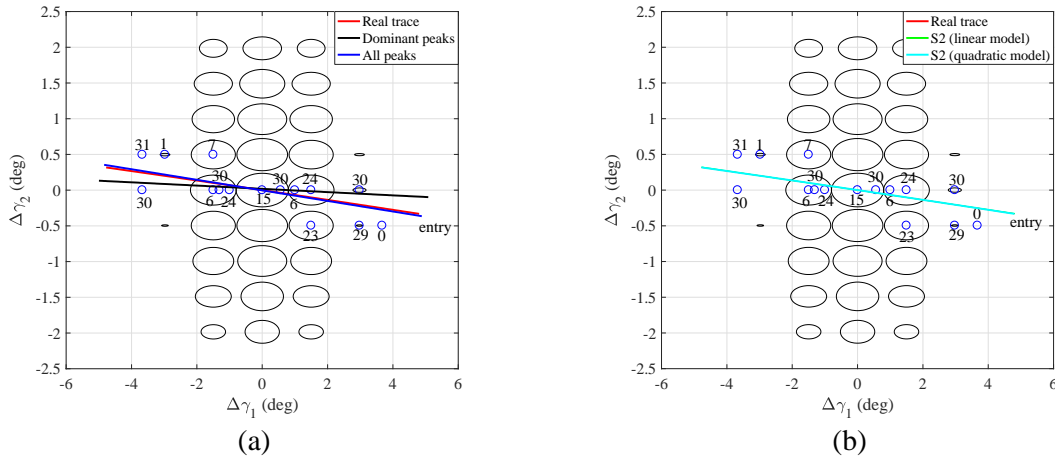 2.5
2
1.5
1
0.5
0
-0.5
-1
-1.5
-2
-2.5
Δγ2 (deg)
Real trace
Dominant peaks
All peaks
31 1 7
30 30 24 30
30 6 24 15 6
entry
23 29 0
-6 -4 -2 0 2 4 6
Δγ1 (deg)
(a)
2.5
2
1.5
1
0.5
0
-0.5
-1
-1.5
-2
-2.5
Δγ2 (deg)
Real trace
S2 (linear model)
S2 (quadratic model)
31 1 7
30 30 24 30
30 6 24 15 6
0
entry
23 29
-6 -4 -2 0 2 4 6
Δγ1 (deg)
(b)